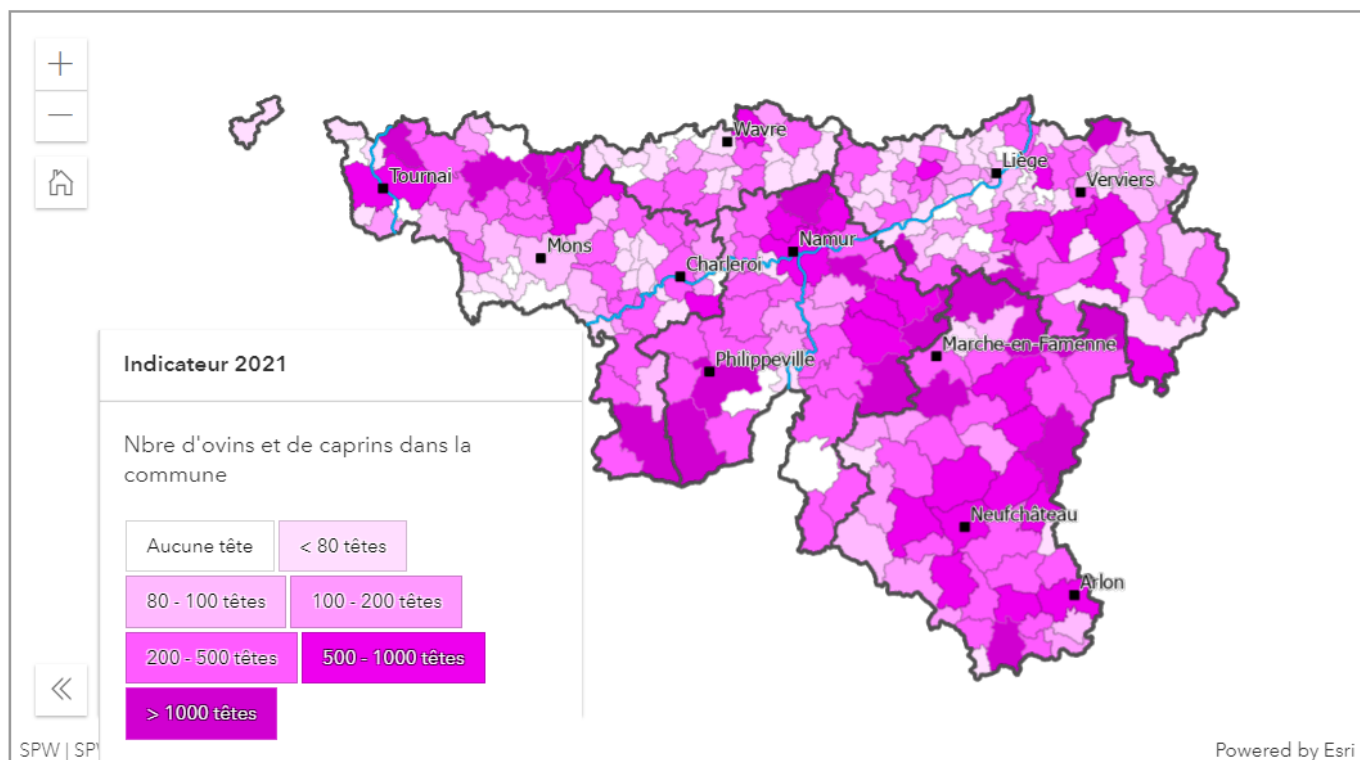 Wavre
Liège
Verviers
Tournai
Namur
Mons
Charleroi
Marche-en-Famenne
Philippeville
Neufchâteau
Arlon
Indicateur 2021
Nbre d'ovins et de caprins dans la
commune
Aucune tête
< 80 têtes
80 - 100 têtes
100 - 200 têtes
200 - 500 têtes
500 - 1000 têtes
> 1000 têtes
SPW | SP
Powered by Esri